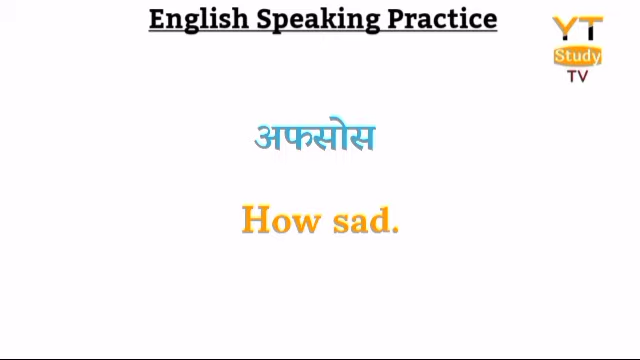 English Speaking Practice
YT
Study
TV
अफसोस
How sad.